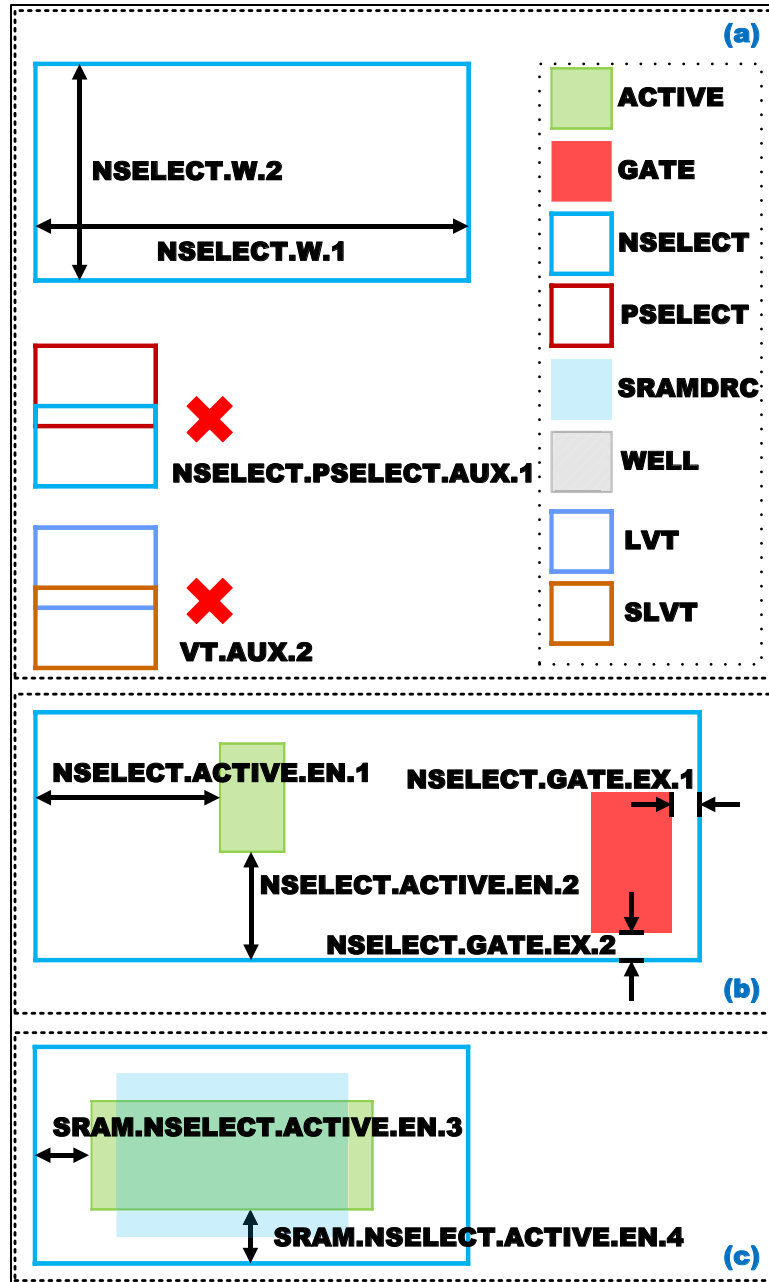 (a)
NSELECT.W.2
NSELECT.W.1
NSELECT.PSELECT.AUX.1
VT.AUX.2
ACTIVE
GATE
NSELECT
PSELECT
SRAMDRC
WELL
LVT
SLVT
NSELECT.ACTIVE.EN.1
NSELECT.GATE.EX.1
NSELECT.ACTIVE.EN.2
NSELECT.GATE.EX.2
(b)
SRAM.NSELECT.ACTIVE.EN.3
SRAM.NSELECT.ACTIVE.EN.4
(c)